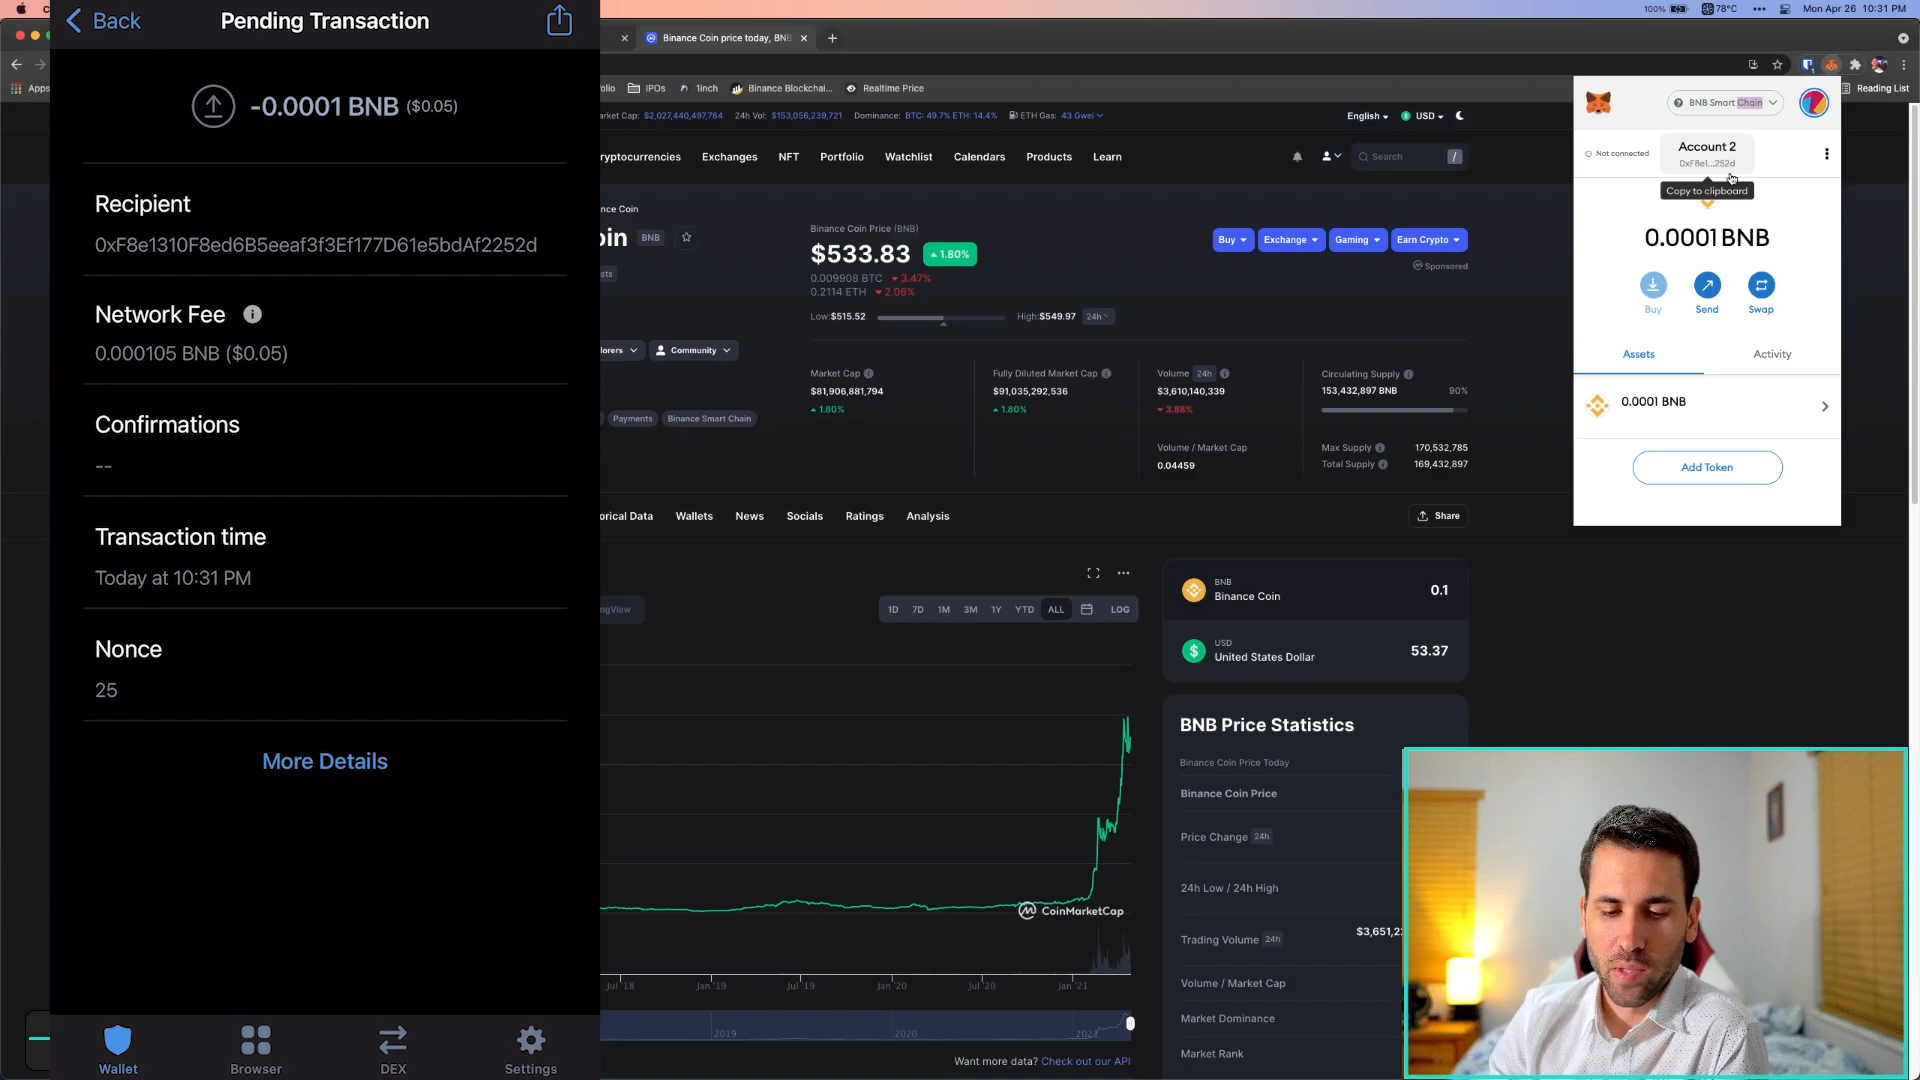 100% 78°C Mon Apr 26 10:31 PM
Back
Pending Transaction
-0.0001 BNB ($0.05)
Recipient
0xF8e1310F8ed6B5eeaf3f3Ef177D61e5bdAf2252d
Network Fee
0.000105 BNB ($0.05)
Confirmations
--
Transaction time
Today at 10:31 PM
Nonce
25
More Details
Wallet
Browser
DEX
Settings
Binance Coin price today, BNB
Apps
IPOs
1inch
Binance Blockchai...
Realtime Price
Reading List
Cap: $2,027,440,497,784 24h Vol: $153,056,239,721 Dominance: BTC: 49.7% ETH: 14.4% ETH Gas: 43 Gwei
English
USD
Exchanges
NFT
Portfolio
Watchlist
Calendars
Products
Learn
Search
/
Coin
BNB
Binance Coin Price (BNB)
$533.83
1.80%
0.009908 BTC 3.47%
0.2114 ETH 2.06%
Low:$515.52
High:$549.97
24h
Buy
Exchange
Gaming
Earn Crypto
Sponsored
Community
Market Cap
$81,906,881,794
1.80%
Fully Diluted Market Cap
$91,035,292,536
1.80%
Volume 24h
$3,610,140,339
3.88%
Volume / Market Cap
0.04459
Circulating Supply
153,432,897 BNB
90%
Max Supply
170,532,785
Total Supply
169,432,897
Payments
Binance Smart Chain
Data
Wallets
News
Socials
Ratings
Analysis
Share
1D
7D
1M
3M
1Y
YTD
ALL
LOG
CoinMarketCap
Jul '18
Jan '19
Jul '19
Jan '20
Jul '20
Jan '21
2019
2020
2021
Want more data? Check out our API
BNB
Binance Coin
0.1
USD
United States Dollar
53.37
BNB Price Statistics
Binance Coin Price Today
Binance Coin Price
Price Change 24h
24h Low / 24h High
Trading Volume 24h
$3,651,2
Volume / Market Cap
Market Dominance
Market Rank
BNB Smart Chain
Not connected
Account 2
0xF8e1...252d
Copy to clipboard
0.0001 BNB
Buy
Send
Swap
Assets
Activity
0.0001 BNB
Add Token